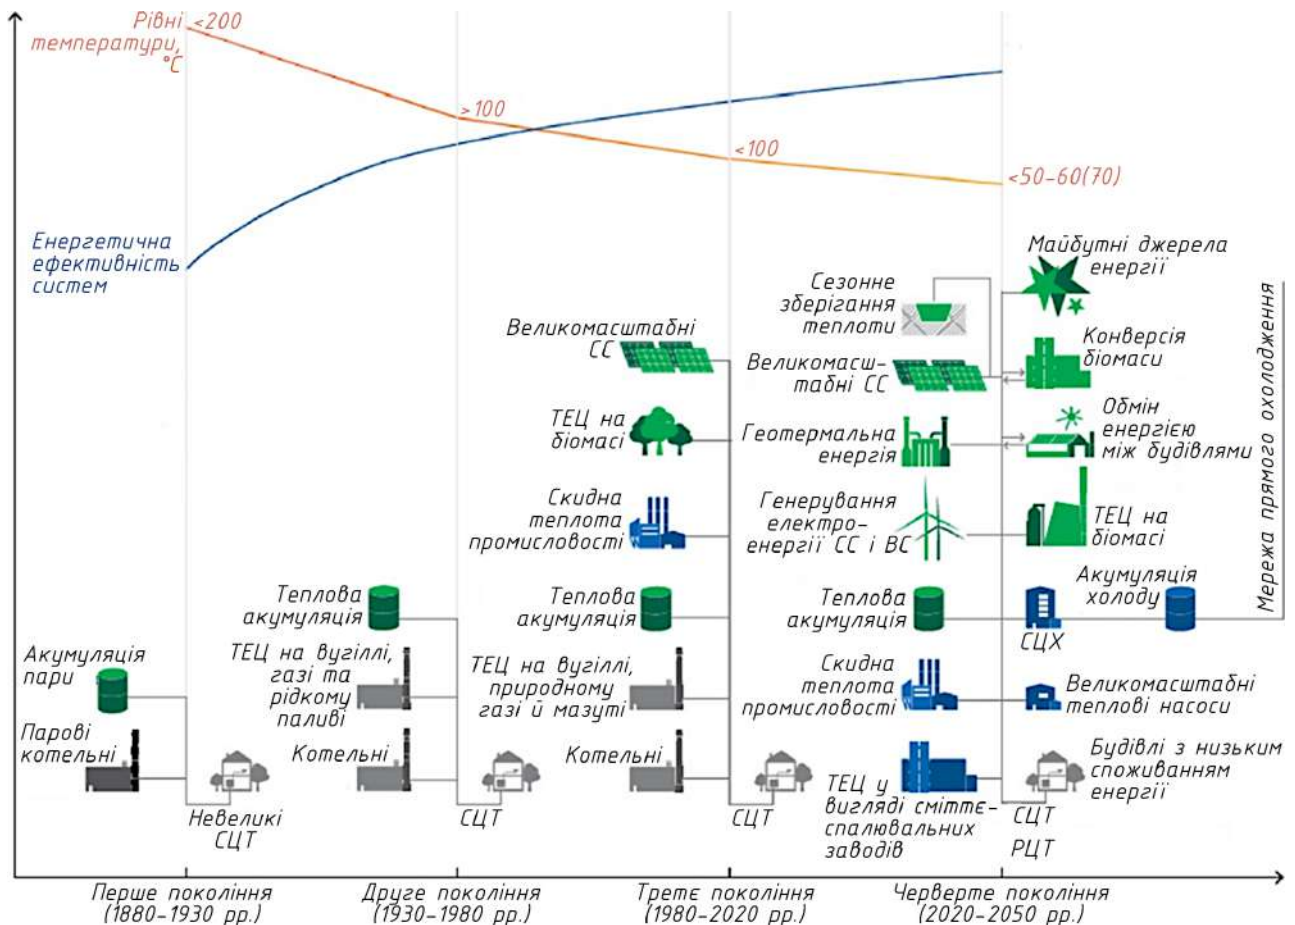 Рівні
температури,
°C
<200
>100
<100
<50-60(70)
Енергетична
ефективність
систем
Акумуляція
пари
Парові
котельні
Невеликі
СЦТ
Теплова
акумуляція
ТЕЦ на вугіллі,
газі та
рідкому
паливі
Котельні
СЦТ
Великомасштабні
СС
ТЕЦ на
біомасі
Скидна
теплота
промисловості
Теплова
акумуляція
ТЕЦ на вугіллі,
природному
газі й мазуті
Котельні
СЦТ
Сезонне
зберігання
теплоти
Великомасш-
табні СС
Геотермальна
енергія
Генерування
електро-
енергії СС і ВС
Теплова
акумуляція
Скидна
теплота
промисловості
ТЕЦ у
вигляді сміттє-
спалювальних
заводів
Майбутні джерела
енергії
Конверсія
біомаси
Обмін
енергією
між будівлями
ТЕЦ на
біомасі
Акумуляція
холоду
СЦХ
Великомасштабні
теплові насоси
Будівлі з низьким
споживанням
енергії
СЦТ
РЦТ
Мережа прямого охолодження
Перше покоління
(1880-1930 рр.)
Друге покоління
(1930-1980 рр.)
Третє покоління
(1980-2020 рр.)
Черверте покоління
(2020-2050 рр.)